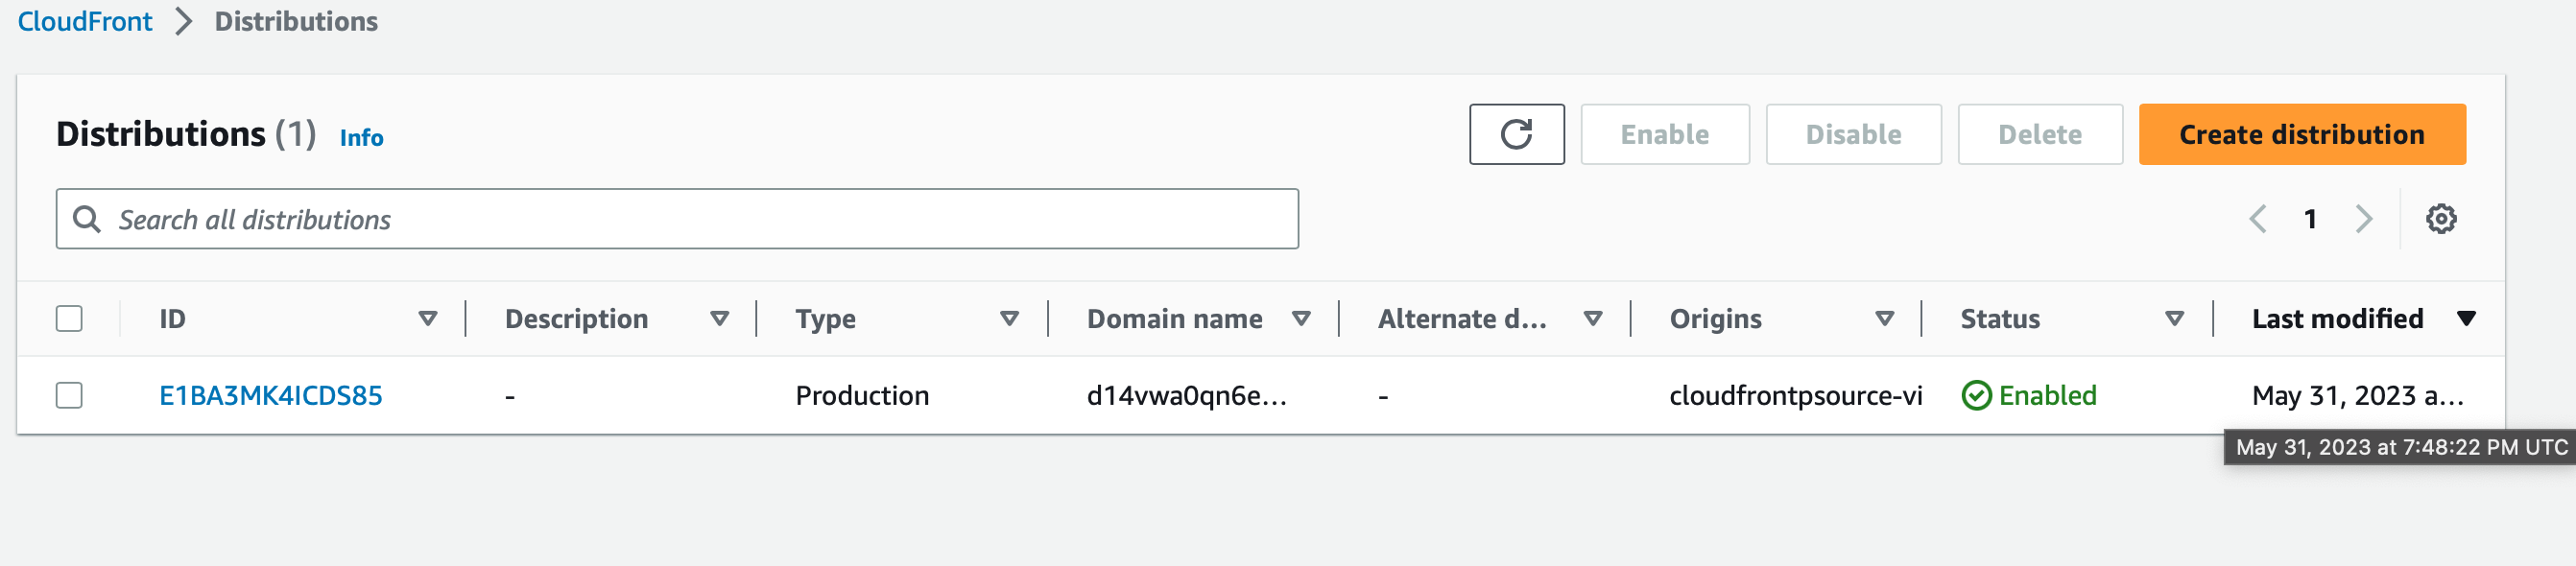 CloudFront > Distributions
Distributions (1) Info
Enable Disable Delete Create distribution
Search all distributions
1
ID Description Type Domain name Alternate d... Origins Status Last modified
E1BA3MK4ICDS85 - Production d14vwa0qn6e... - cloudfrontpsource-vi Enabled May 31, 2023 a...
May 31, 2023 at 7:48:22 PM UTC